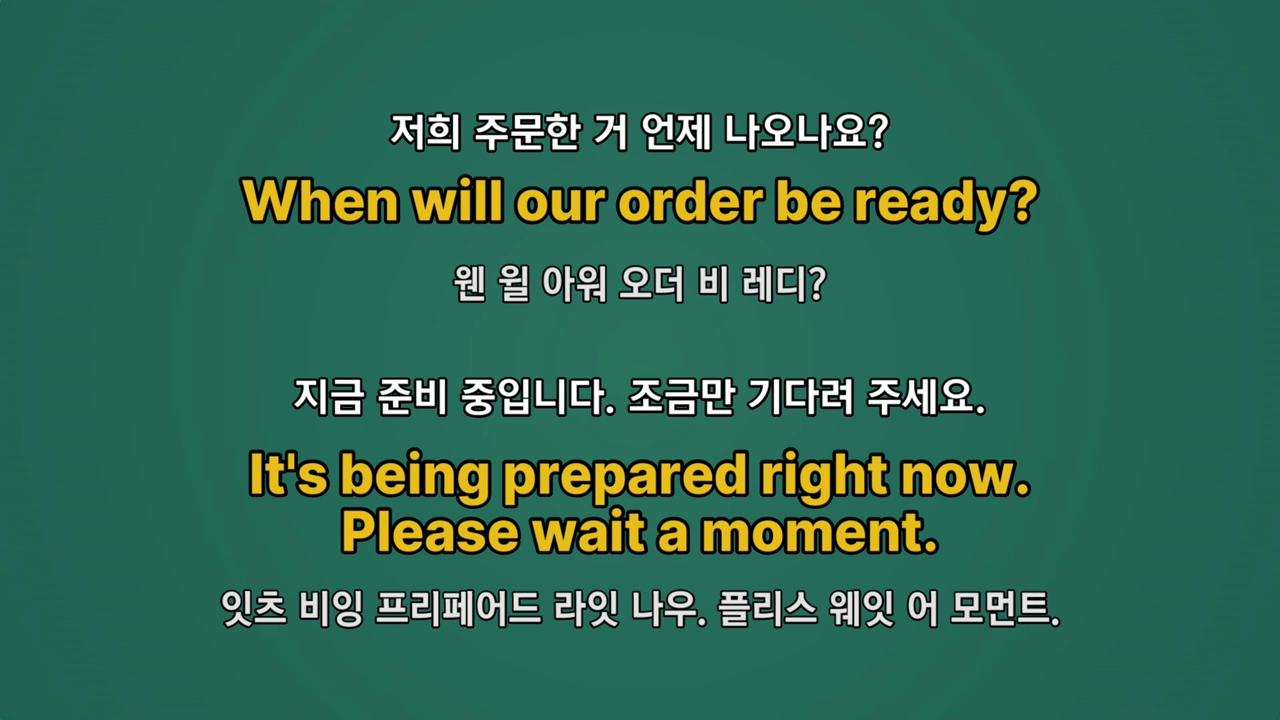 저희 주문한 거 언제 나오나요?
When will our order be ready?
웬 윌 아워 오더 비 레디?
지금 준비 중입니다. 조금만 기다려 주세요.
It's being prepared right now.
Please wait a moment.
잇츠 비잉 프리페어드 라잇 나우. 플리스 웨잇 어 모먼트.